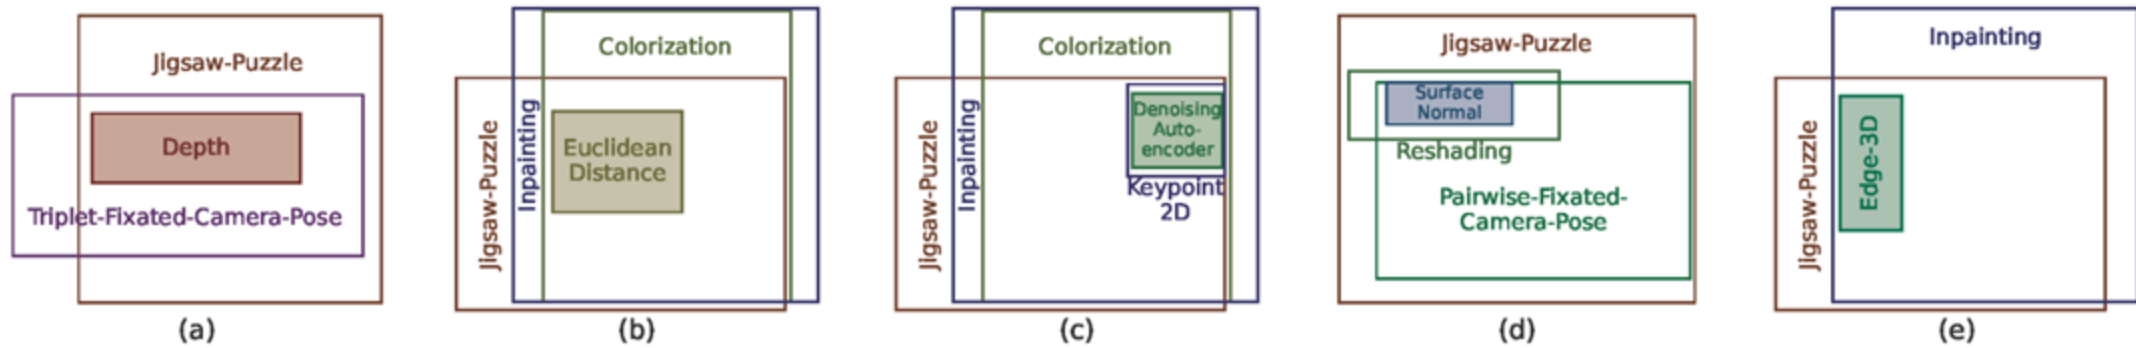 Jigsaw-Puzzle
Depth
Triplet-Fixated-Camera-Pose
(a)
Colorization
Jigsaw-Puzzle
Inpainting
Euclidean
Distance
(b)
Colorization
Jigsaw-Puzzle
Inpainting
Denoising
Auto-
encoder
Keypoint
2D
(c)
Jigsaw-Puzzle
Surface
Normal
Reshading
Pairwise-Fixated-
Camera-Pose
(d)
Inpainting
Jigsaw-Puzzle
Edge-3D
(e)